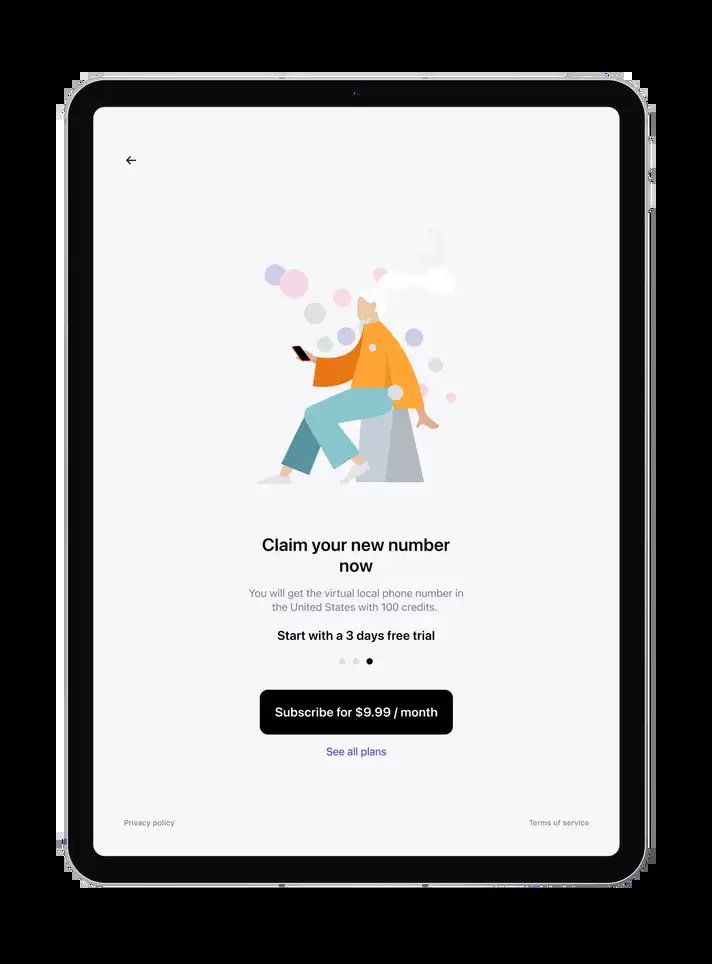 Claim your new number
now
You will get the virtual local phone number in
the United States with 100 credits.
Start with a 3 days free trial
Subscribe for $9.99 / month
See all plans
Privacy policy
Terms of service